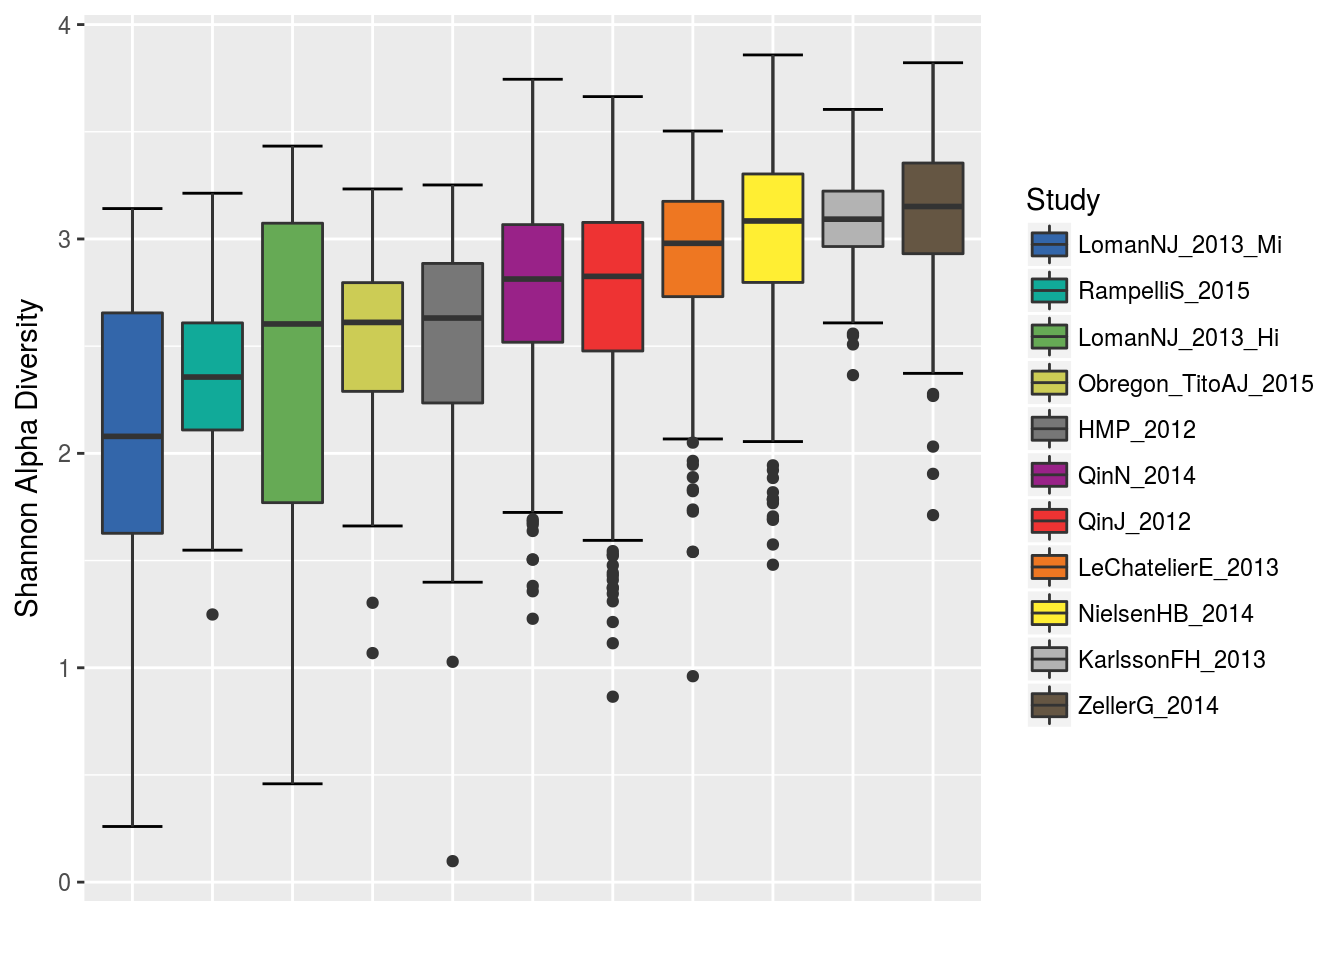 Shannon Alpha Diversity
4
3
2
1
0
Study
LomanNJ_2013_Mi
RampelliS_2015
LomanNJ_2013_Hi
Obregon_TitoAJ_2015
HMP_2012
QinN_2014
QinJ_2012
LeChatelierE_2013
NielsenHB_2014
KarlssonFH_2013
ZellerG_2014